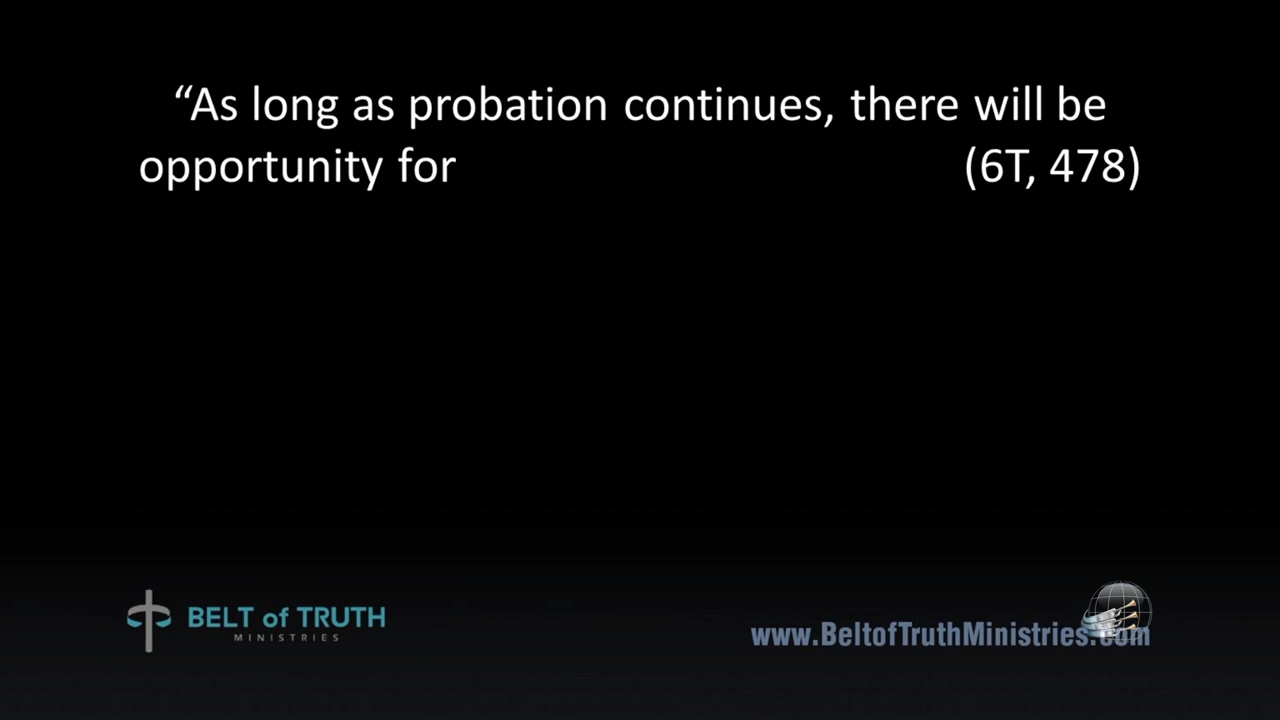 “As long as probation continues, there will be
opportunity for (6T, 478)
BELT of TRUTH
MINISTRIES
www.BeltofTruthMinistries.com